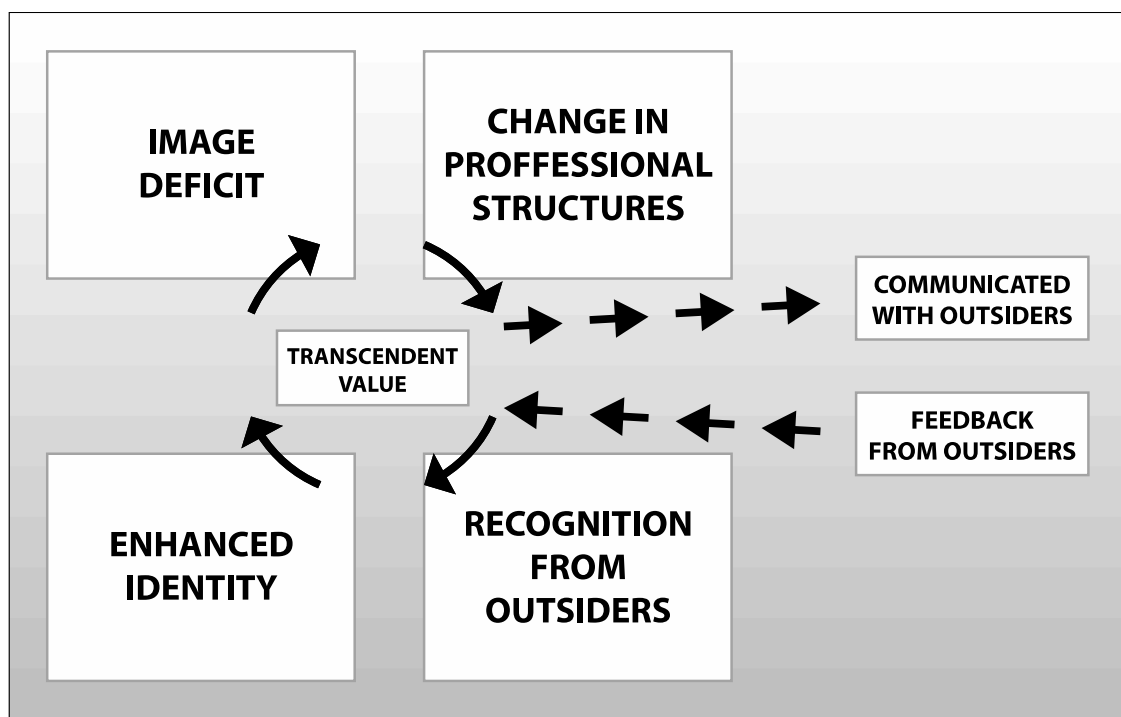 IMAGE
DEFICIT
CHANGE IN
PROFFESSIONAL
STRUCTURES
COMMUNICATED
WITH OUTSIDERS
TRANSCENDENT
VALUE
FEEDBACK
FROM OUTSIDERS
ENHANCED
IDENTITY
RECOGNITION
FROM
OUTSIDERS